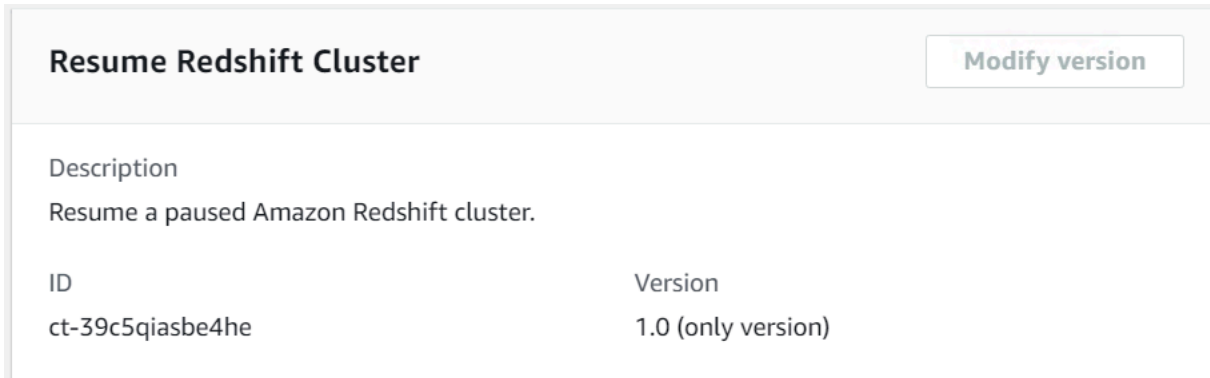 Resume Redshift Cluster
Modify version
Description
Resume a paused Amazon Redshift cluster.
ID
Version
ct-39c5qiasbe4he
1.0 (only version)